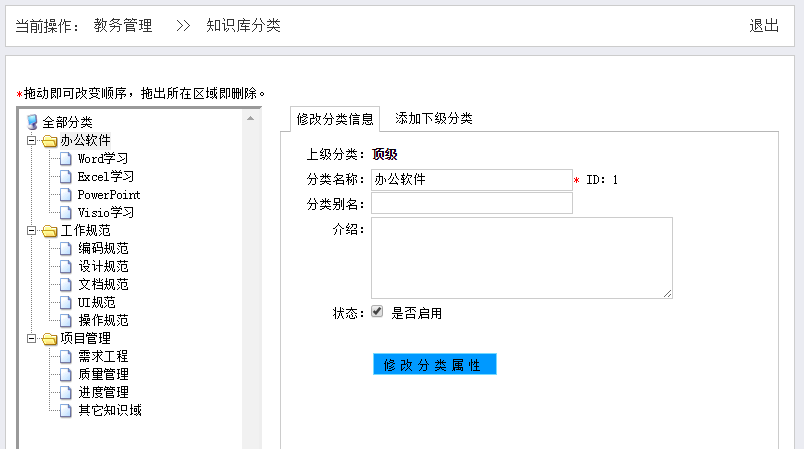 当前操作： 教务管理 >> 知识库分类 退出
*拖动即可改变顺序，拖出所在区域即删除。
全部分类
办公软件
Word学习
Excel学习
PowerPoint
Visio学习
工作规范
编码规范
设计规范
文档规范
UI规范
操作规范
项目管理
需求工程
质量管理
进度管理
其它知识域
修改分类信息 添加下级分类
上级分类：顶级
分类名称：办公软件 * ID：1
分类别名：
介绍：
状态： 是否启用
修改分类属性